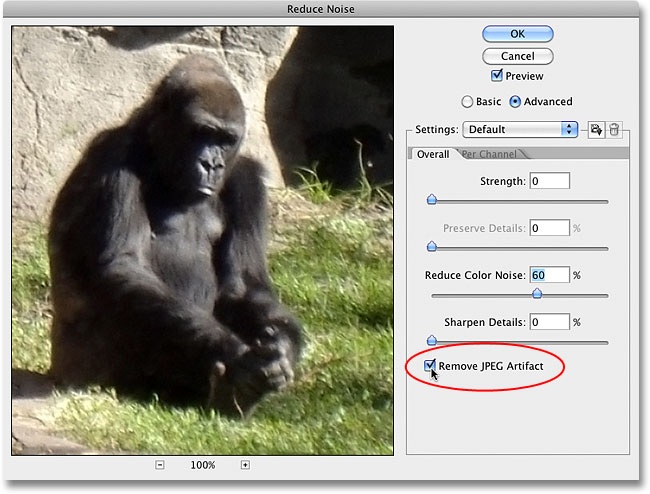 Reduce Noise
OK
Cancel
Preview
Basic Advanced
Settings: Default
Overall Per Channel
Strength: 0
Preserve Details: 0 %
Reduce Color Noise: 60 %
Sharpen Details: 0 %
Remove JPEG Artifact
100%